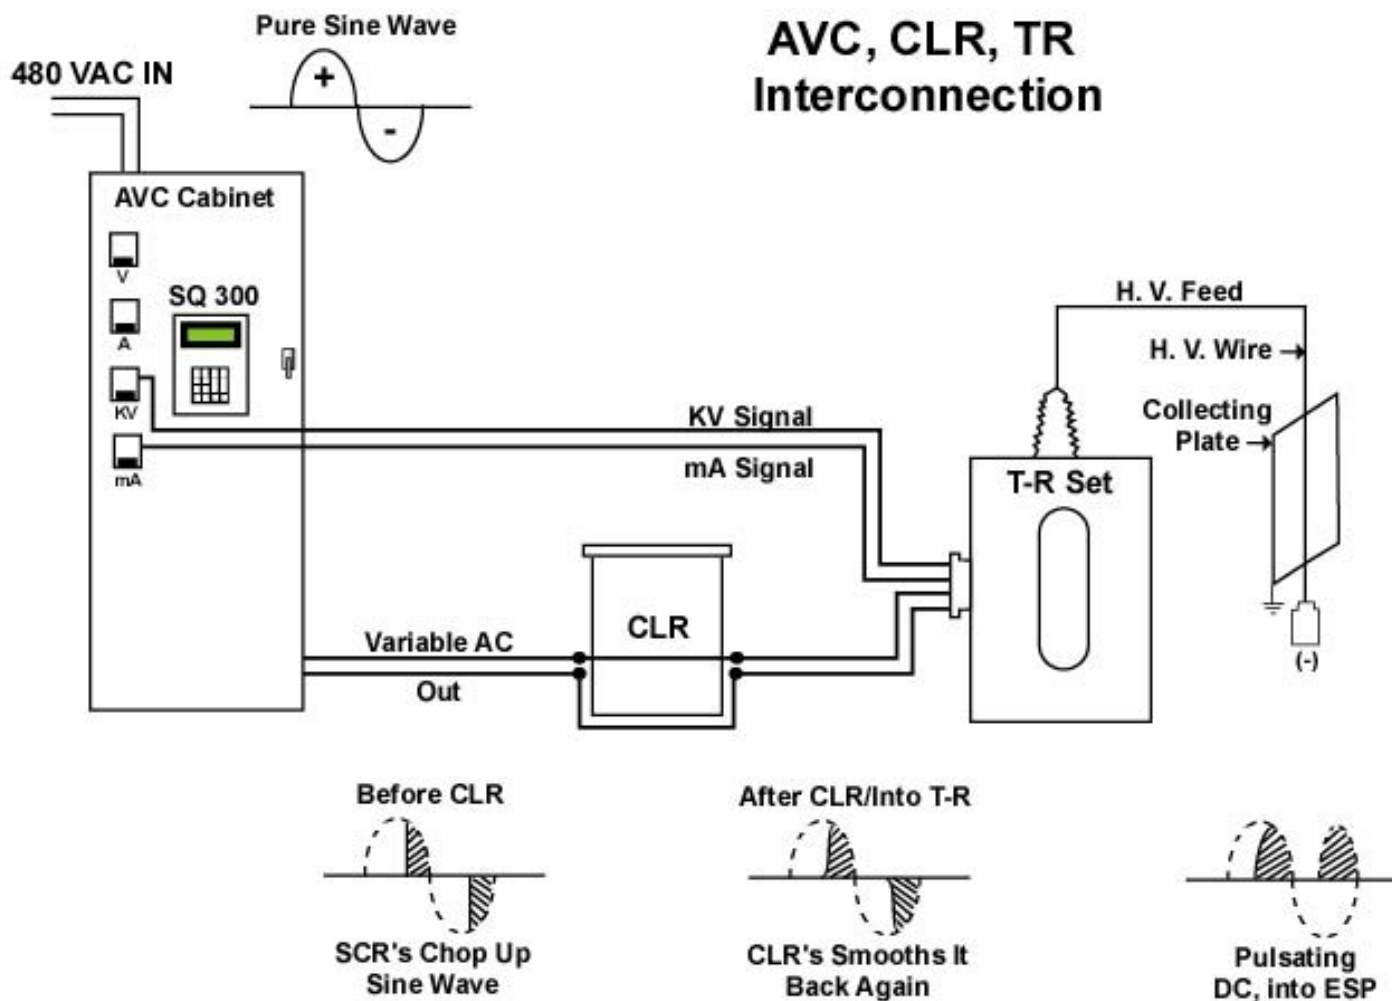 Pure Sine Wave
AVC, CLR, TR
Interconnection
480 VAC IN
+
-
AVC Cabinet
V
SQ 300
A
KV
mA
H. V. Feed
H. V. Wire
Collecting
Plate
KV Signal
mA Signal
T-R Set
CLR
Variable AC
Out
(-)
Before CLR
After CLR/Into T-R
SCR's Chop Up
Sine Wave
CLR's Smooths It
Back Again
Pulsating
DC, into ESP